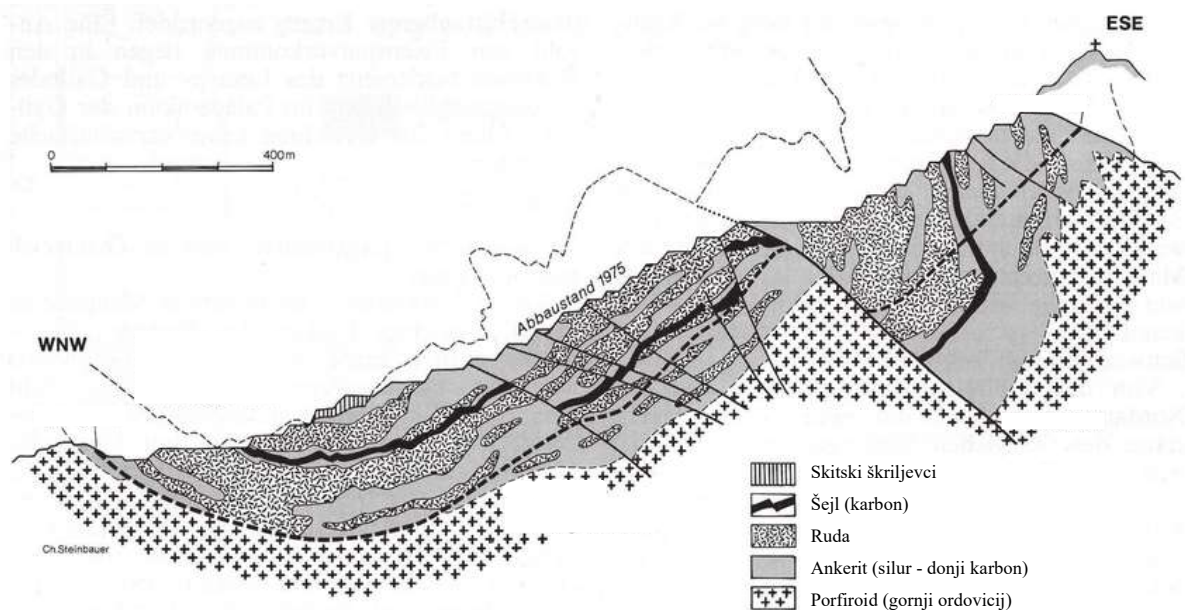 ESE
0 400m
Abbaustand 1975
WNW
Ch.Steinbauer
Skitski škriljevci
Šejl (karbon)
Ruda
Ankerit (silur - donji karbon)
Porfiroid (gornji ordovicij)